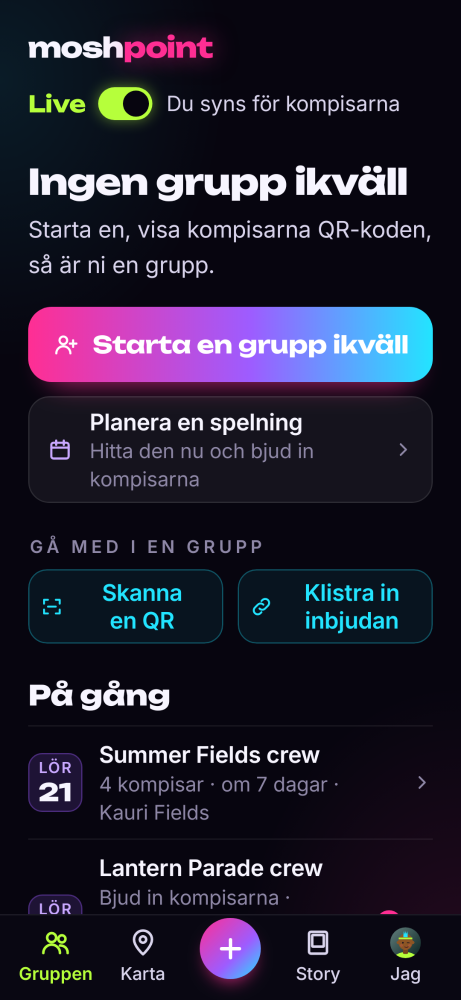 moshpoint
Live Du syns för kompisarna
Ingen grupp ikväll
Starta en, visa kompisarna QR-koden,
så är ni en grupp.
Starta en grupp ikväll
Planera en spelning
Hitta den nu och bjud in
kompisarna
GÅ MED I EN GRUPP
Skanna
en QR
Klistra in
inbjudan
På gång
LÖR
21
Summer Fields crew
4 kompisar · om 7 dagar ·
Kauri Fields
LÖR
Lantern Parade crew
Bjud in kompisarna ·
Gruppen
Karta
Story
Jag